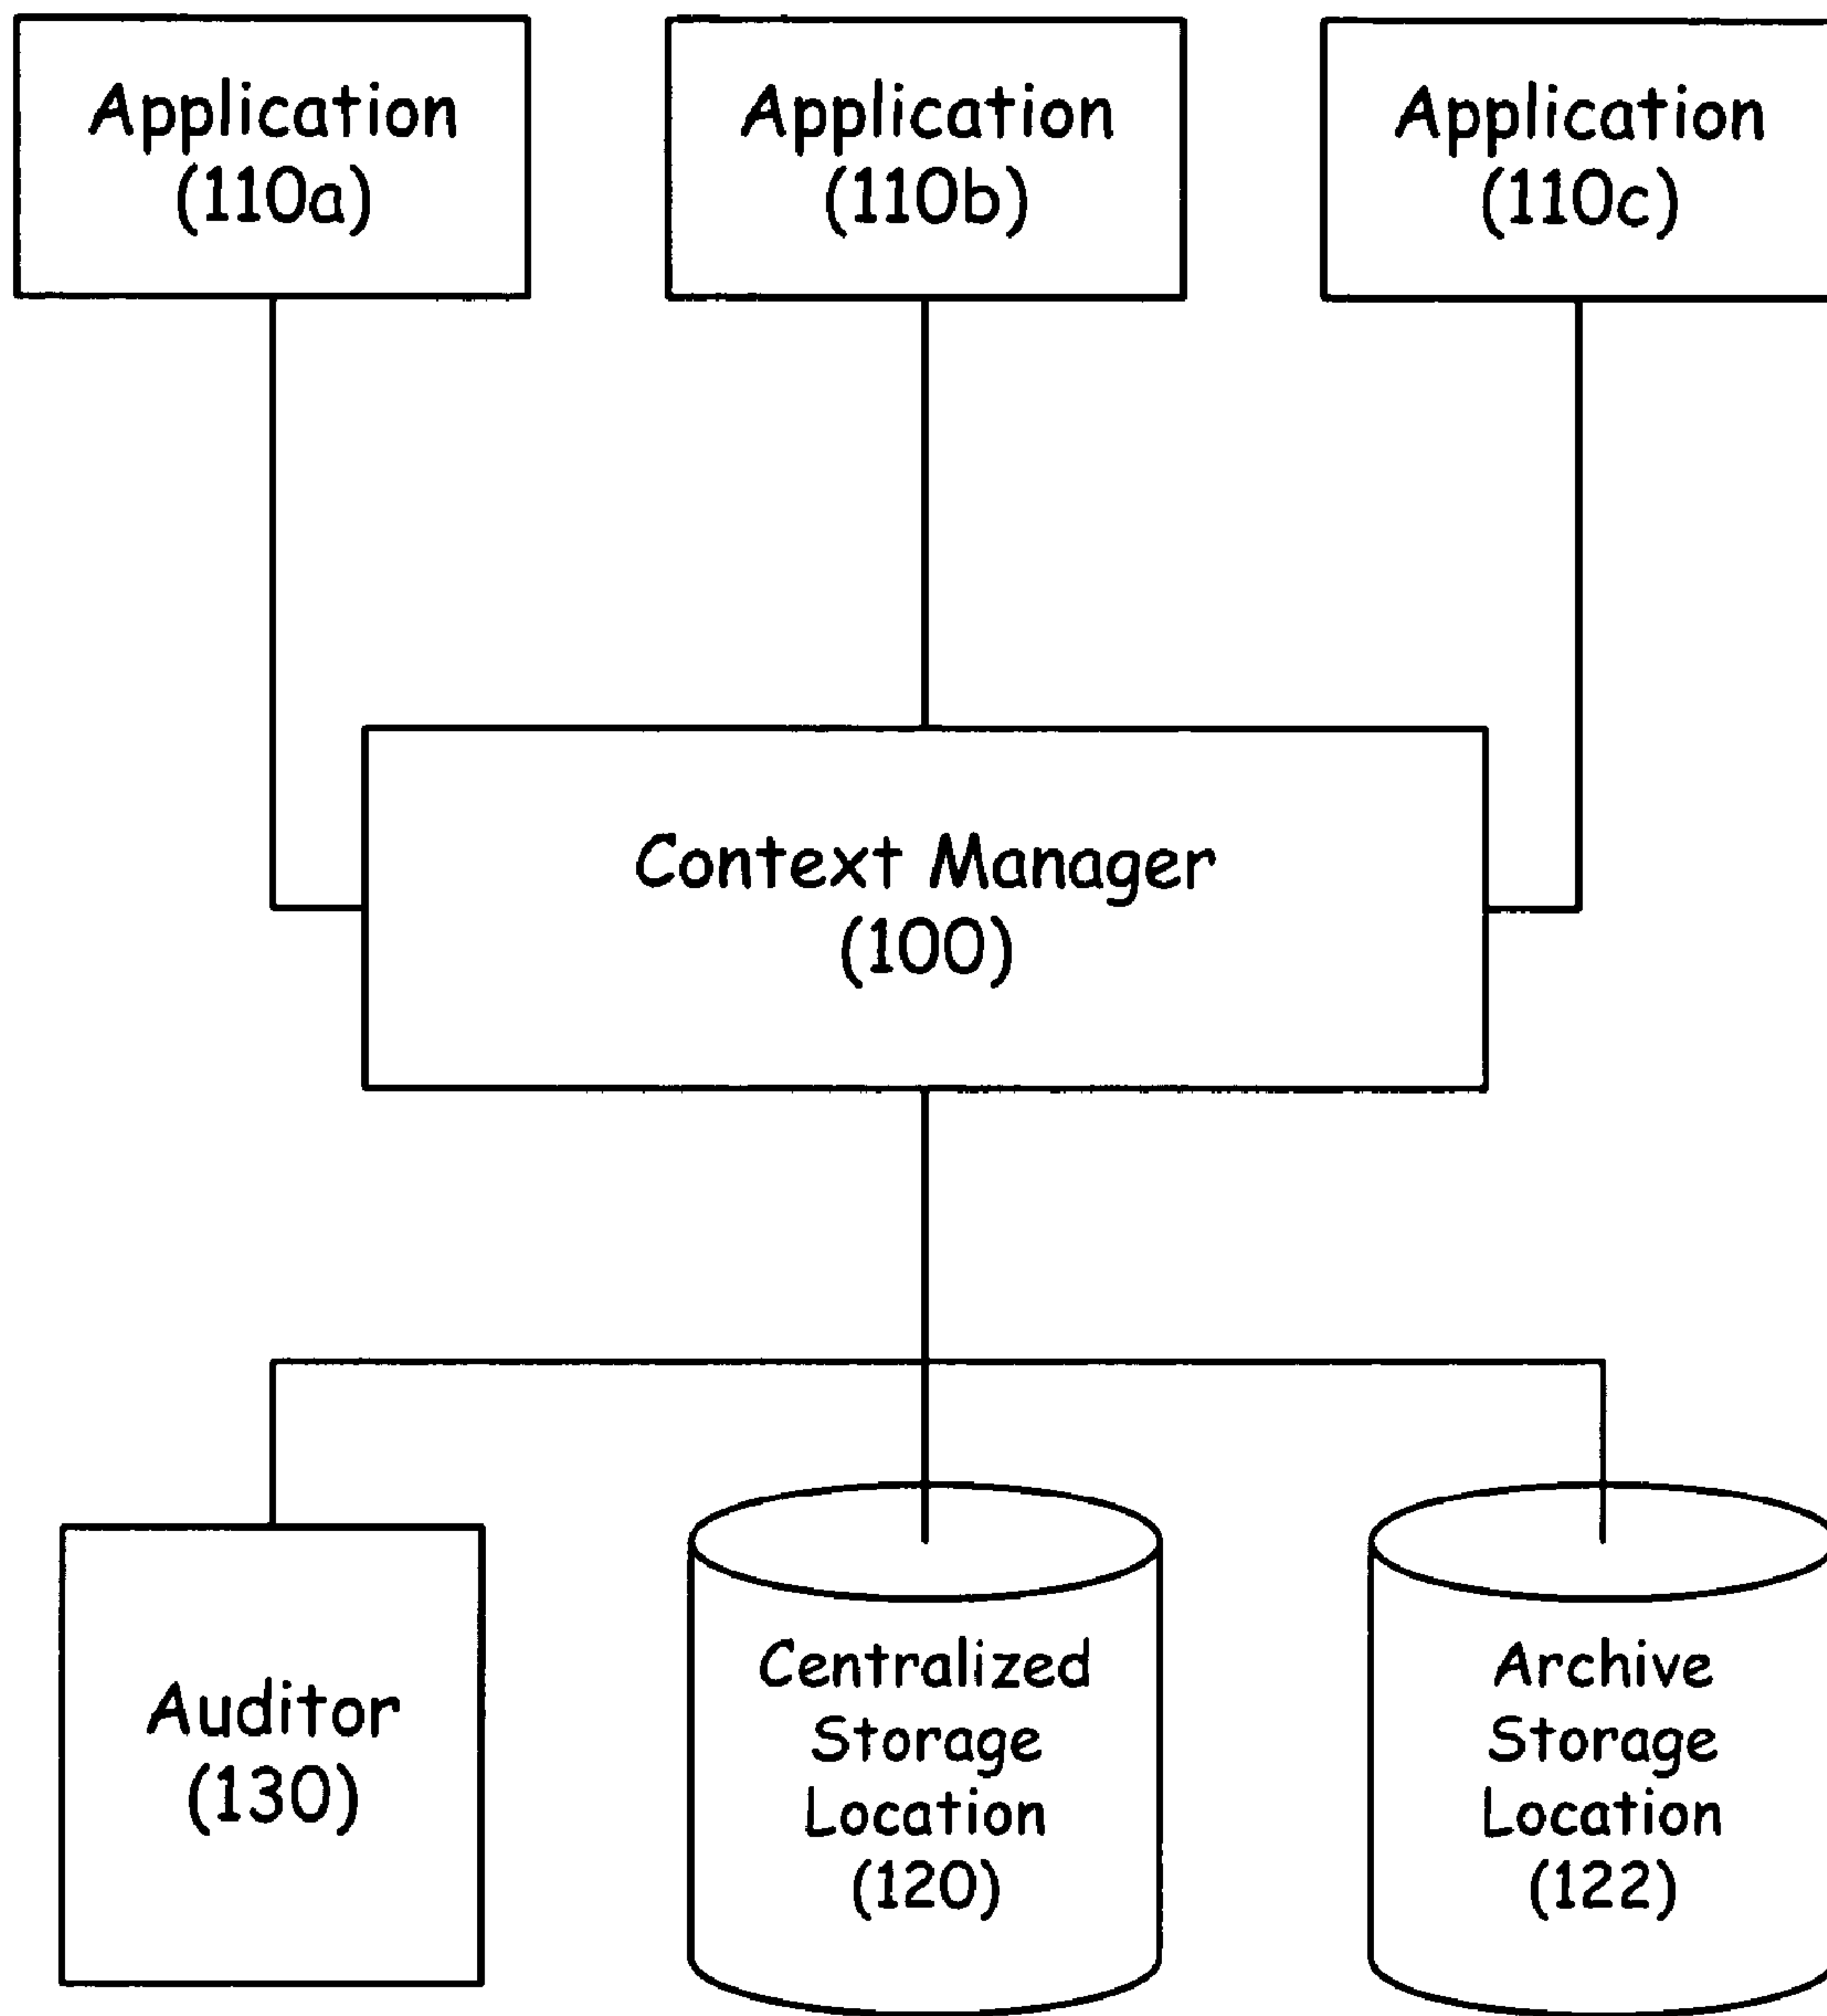 Application
(110a)
Application
(110b)
Application
(110c)
Context Manager
(100)
Auditor
(130)
Centralized
Storage
Location
(120)
Archive
Storage
Location
(122)